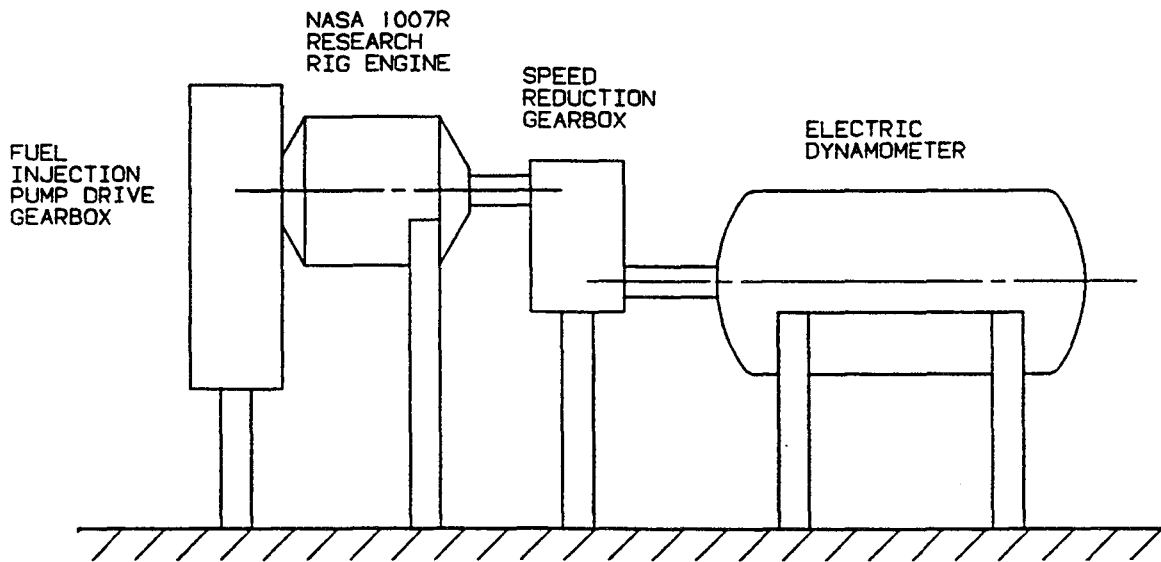 NASA 1007R
RESEARCH
RIG ENGINE
SPEED
REDUCTION
GEARBOX
ELECTRIC
DYNAMOMETER
FUEL
INJECTION
PUMP DRIVE
GEARBOX